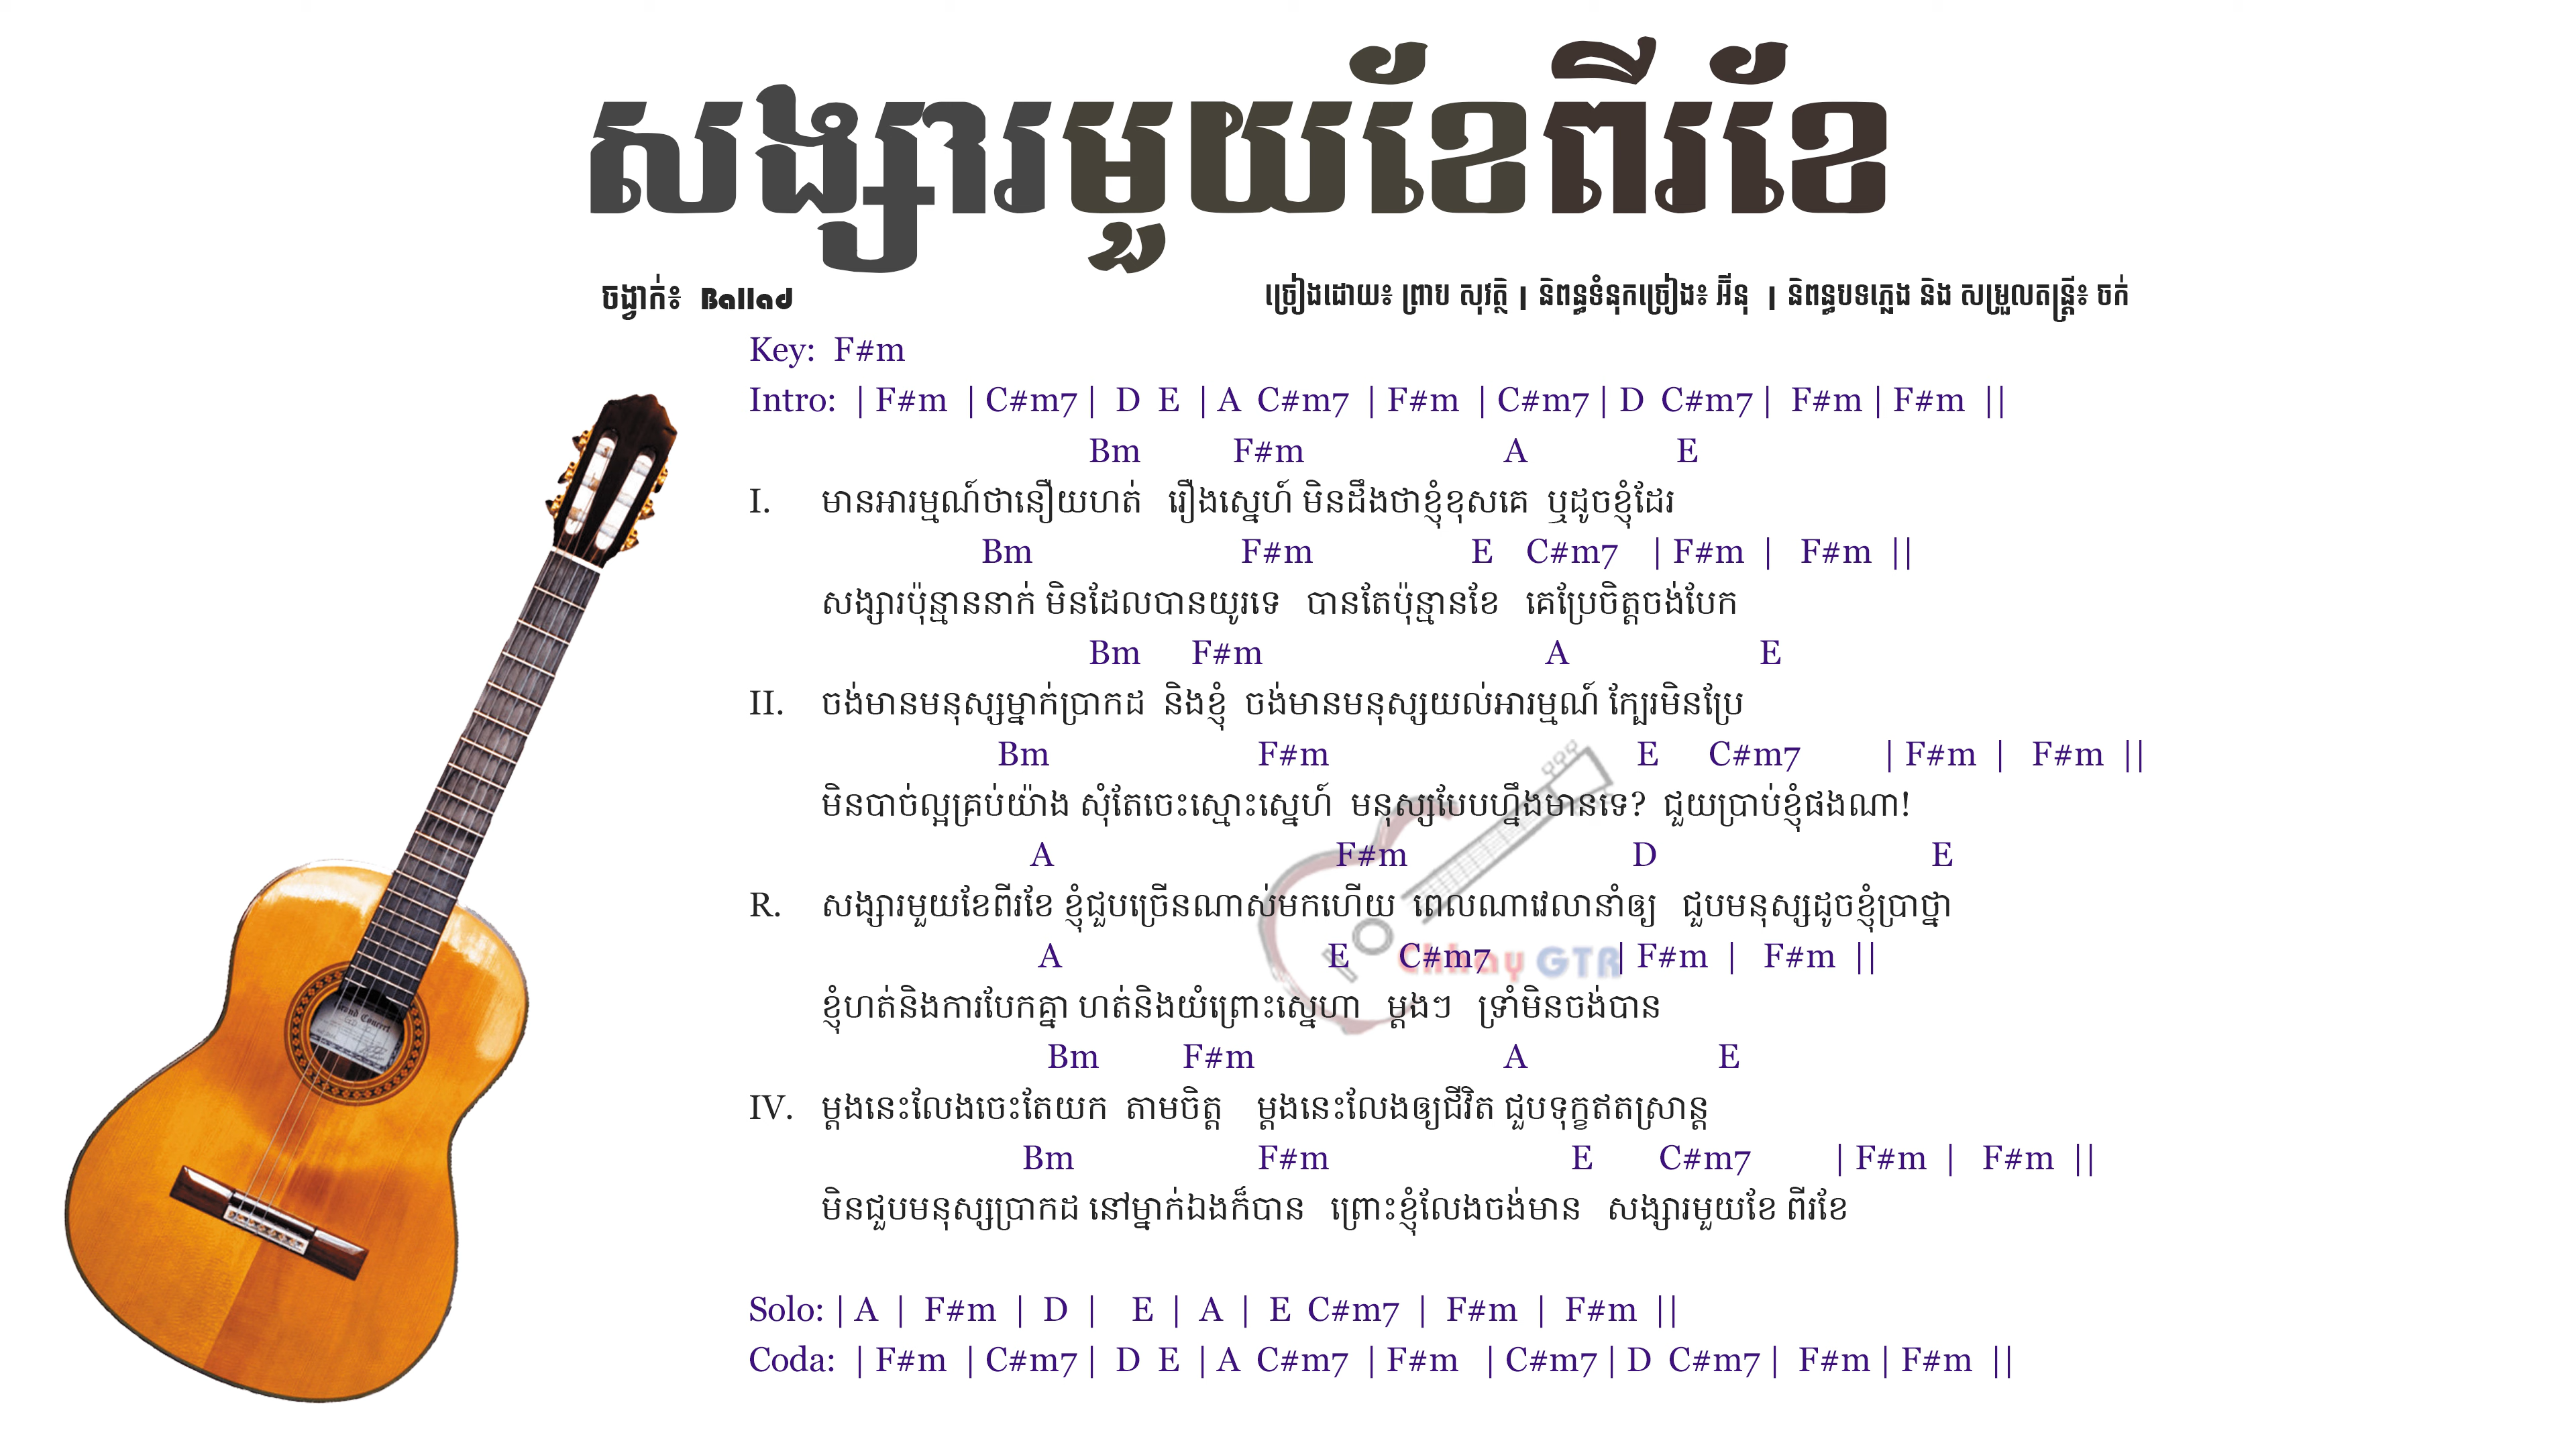 សង្សារមួយខែពីរខែ
ចង្វាក់៖ Ballad
ច្រៀងដោយ៖ ព្រាប សុវត្ថិ | និពន្ធទំនុកច្រៀង៖ អ៊ីនុ | និពន្ធបទភ្លេង និង សម្រួលតន្ត្រី៖ ចក់
Key: F#m
Intro: | F#m | C#m7 | D E | A C#m7 | F#m | C#m7 | D C#m7 | F#m | F#m ||
Bm F#m A E
I. មានអារម្មណ៍ថានឿយហត់ រឿងស្នេហ៍ មិនដឹងថាខ្ញុំខុសគេ ឬដូចខ្ញុំដែរ
Bm F#m E C#m7 | F#m | F#m ||
សង្សារប៉ុន្មាននាក់ មិនដែលបានយូរទេ បានតែប៉ុន្មានខែ គេប្រែចិត្តចង់បែក
Bm F#m A E
II. ចង់មានមនុស្សម្នាក់ប្រាកដ និងខ្ញុំ ចង់មានមនុស្សយល់អារម្មណ៍ ក្បែរមិនប្រែ
Bm F#m E C#m7 | F#m | F#m ||
មិនបាច់ល្អគ្រប់យ៉ាង សុំតែចេះស្មោះស្នេហ៍ មនុស្សបែបហ្នឹងមានទេ? ជួយប្រាប់ខ្ញុំផងណា!
A F#m D E
R. សង្សារមួយខែពីរខែ ខ្ញុំជួបច្រើនណាស់មកហើយ ពេលណាវេលានាំឲ្យ ជួបមនុស្សដូចខ្ញុំប្រាថ្នា
A E C#m7 | F#m | F#m ||
ខ្ញុំហត់និងការបែកគ្នា ហត់និងយំព្រោះស្នេហា ម្ដងៗ ទ្រាំមិនចង់បាន
Bm F#m A E
IV. ម្ដងនេះលែងចេះតែយក តាមចិត្ត ម្ដងនេះលែងឲ្យជីវិត ជួបទុក្ខឥតស្រាន្ត
Bm F#m E C#m7 | F#m | F#m ||
មិនជួបមនុស្សប្រាកដ នៅម្នាក់ឯងក៏បាន ព្រោះខ្ញុំលែងចង់មាន សង្សារមួយខែ ពីរខែ
Solo: | A | F#m | D | E | A | E C#m7 | F#m | F#m ||
Coda: | F#m | C#m7 | D E | A C#m7 | F#m | C#m7 | D C#m7 | F#m | F#m ||
Chhay GTR